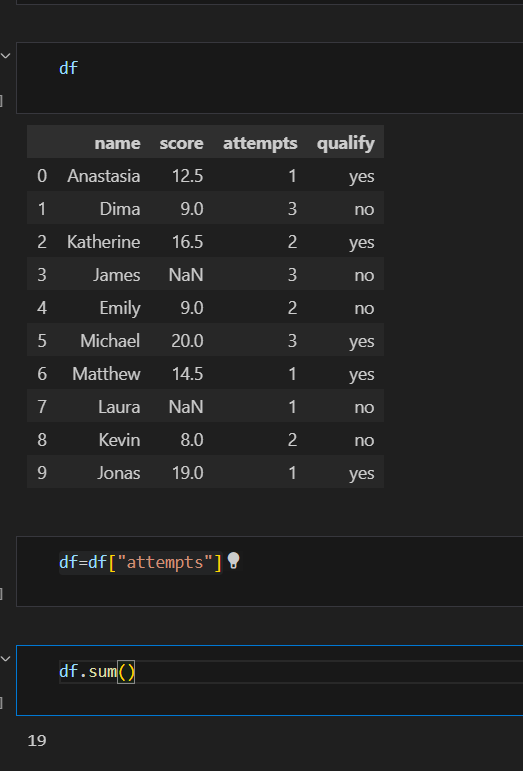 df
name score attempts qualify
0 Anastasia 12.5 1 yes
1 Dima 9.0 3 no
2 Katherine 16.5 2 yes
3 James NaN 3 no
4 Emily 9.0 2 no
5 Michael 20.0 3 yes
6 Matthew 14.5 1 yes
7 Laura NaN 1 no
8 Kevin 8.0 2 no
9 Jonas 19.0 1 yes
]
df=df["attempts"]
]
df.sum()
]
19